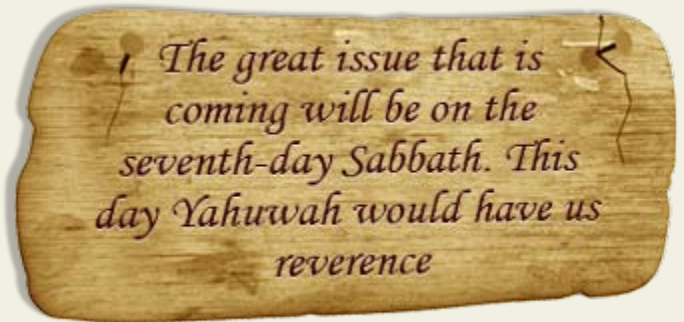 The great issue that is
coming will be on the
seventh-day Sabbath. This
day Yahuwah would have us
reverence